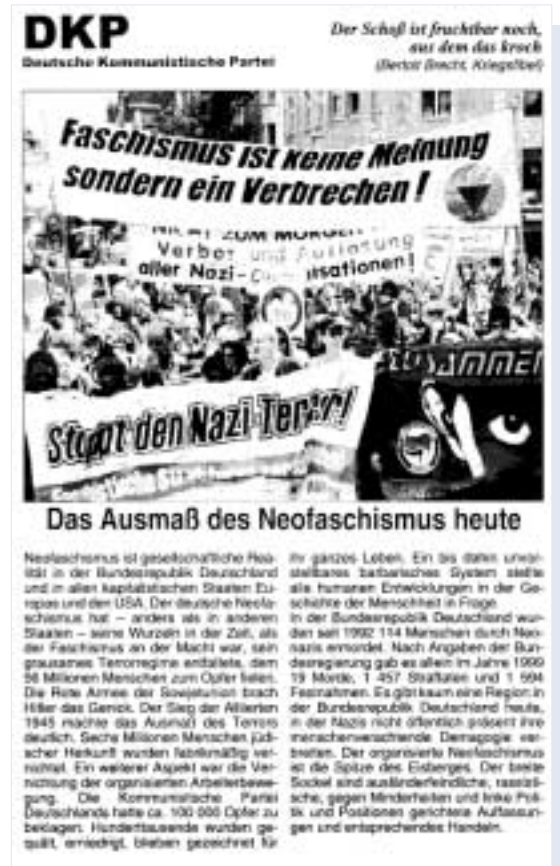 DKP
Deutsche Kommunistische Partei
Der Schoß ist fruchtbar noch,
aus dem das kroch
(Bertolt Brecht, Kriegsfibel)
Faschismus ist keine Meinung
sondern ein Verbrechen !
NICHT ZUM
Verbot und Auflösung
aller Nazi-
ZUSAMMEN
Stoppt den Nazi-Terror!
Das Ausmaß des Neofaschismus heute
Neofaschismus ist gesellschaftliche Rea-
lität in der Bundesrepublik Deutschland
und in allen kapitalistischen Staaten Eu-
ropas und den USA. Der deutsche Neofa-
schismus hat – anders als in anderen
Staaten – seine Wurzeln in der Zeit, als
der Faschismus an der Macht war, sein
grausames Terrorregime entfaltete, dem
56 Millionen Menschen zum Opfer fielen.
Die Rote Armee der Sowjetunion brach
Hitler das Genick. Der Sieg der Alliierten
1945 machte das Ausmaß des Terrors
deutlich. Sechs Millionen Menschen jüdi-
scher Herkunft wurden fabrikmäßig ver-
nichtet. Ein weiterer Aspekt war die Ver-
nichtung der organisierten Arbeiterbewe-
gung. Die Kommunistische Partei
Deutschlands hatte ca. 100 000 Opfer zu
beklagen. Hunderttausende wurden ge-
quält, erniedrigt, blieben gezeichnet für
ihr ganzes Leben. Ein bis dahin unvor-
stellbares barbarisches System stellte
alle humanen Entwicklungen in der Ge-
schichte der Menschheit in Frage.
In der Bundesrepublik Deutschland wur-
den seit 1992 114 Menschen durch Neo-
nazis ermordet. Nach Angaben der Bun-
desregierung gab es allein im Jahre 1999
19 Morde, 1 457 Straftaten und 1 594
Festnahmen. Es gibt kaum eine Region in
der Bundesrepublik Deutschland heute,
in der Nazis nicht öffentlich präsent ihre
menschenverachtende Demagogie ver-
breiten. Der organisierte Neofaschismus
ist die Spitze des Eisberges. Der breite
Sockel sind ausländerfeindliche, rassisti-
sche, gegen Minderheiten und linke Poli-
tik und Positionen gerichtete Auffassun-
gen und entsprechendes Handeln.